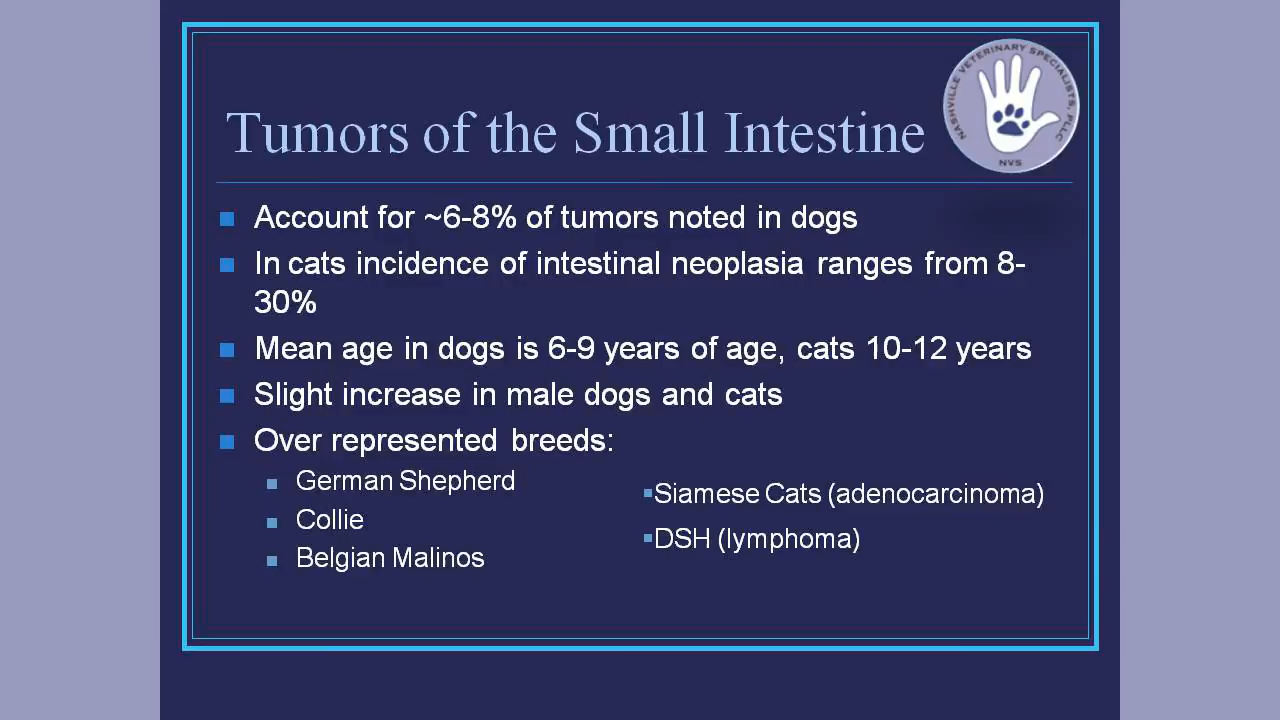 Tumors of the Small Intestine
NASHVILLE VETERINARY SPECIALISTS, PLLC
NVS
Account for ~6-8% of tumors noted in dogs
In cats incidence of intestinal neoplasia ranges from 8-
30%
Mean age in dogs is 6-9 years of age, cats 10-12 years
Slight increase in male dogs and cats
Over represented breeds:
German Shepherd
Collie
Belgian Malinos
Siamese Cats (adenocarcinoma)
DSH (lymphoma)